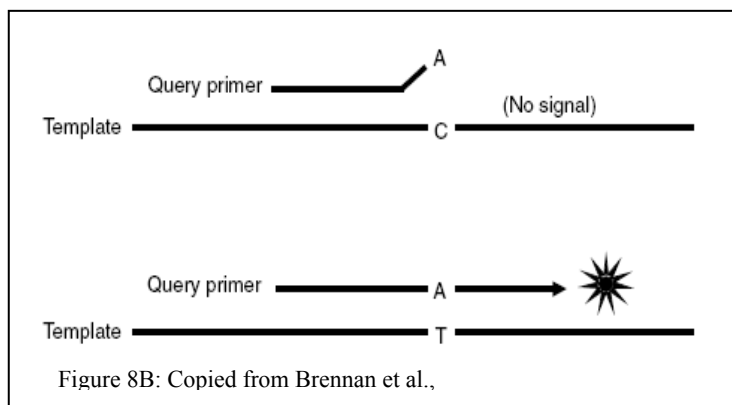 A
Query primer
(No signal)
Template
C
Query primer
A
Template
T
Figure 8B: Copied from Brennan et al.,